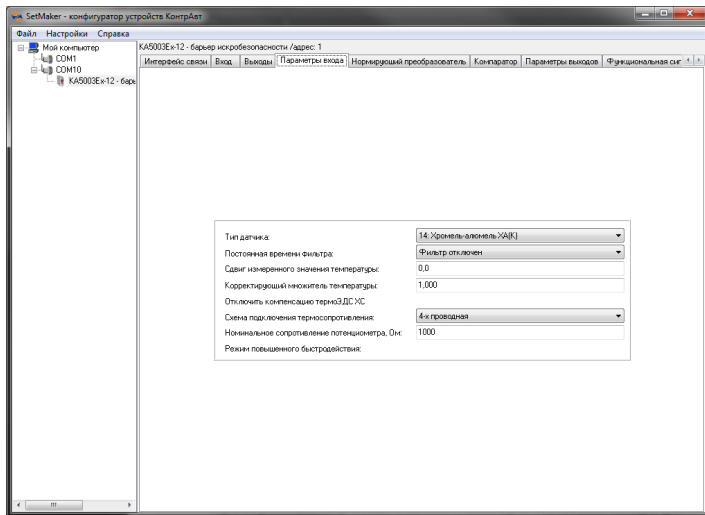 SetMaker - конфигуратор устройств КонтрАвт
Файл Настройки Справка
Мой компьютер
COM1
COM10
KA5003Ex-12 - барь
KA5003Ex-12 - барьер искробезопасности /адрес: 1
Интерфейс связи Вход Выходы Параметры входа Нормирующий преобразователь Компаратор Параметры выходов Функциональная сиг
Тип датчика: 14: Хромель-алюмель ХА(К)
Постоянная времени фильтра: Фильтр отключен
Сдвиг измеренного значения температуры: 0,0
Корректирующий множитель температуры: 1,000
Отключить компенсацию термоЭДС ХС
Схема подключения термосопротивления: 4-х проводная
Номинальное сопротивление потенциометра, Ом: 1000
Режим повышенного быстродействия: